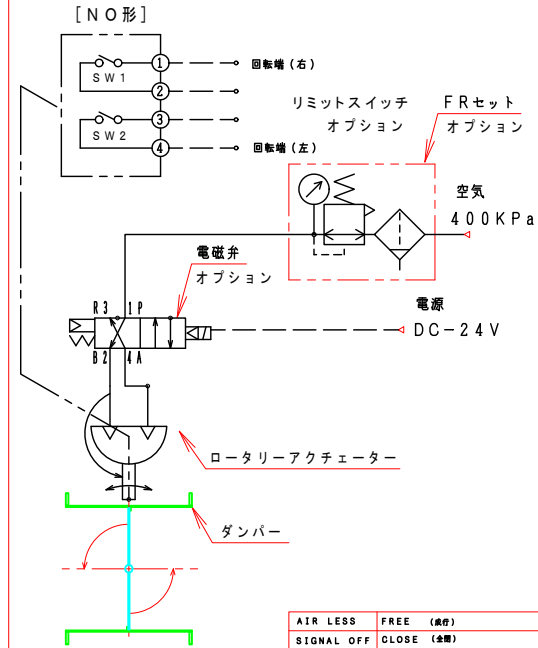 [NO形]
SW1
SW2
1
2
3
4
回転端(右)
回転端(左)
リミットスイッチ
オプション
FRセット
オプション
空気
400KPa
電磁弁
オプション
電源
DC-24V
R3 1P
B2 4A
ロータリーアクチェーター
ダンパー
AIR LESS FREE (成行)
SIGNAL OFF CLOSE (全閉)